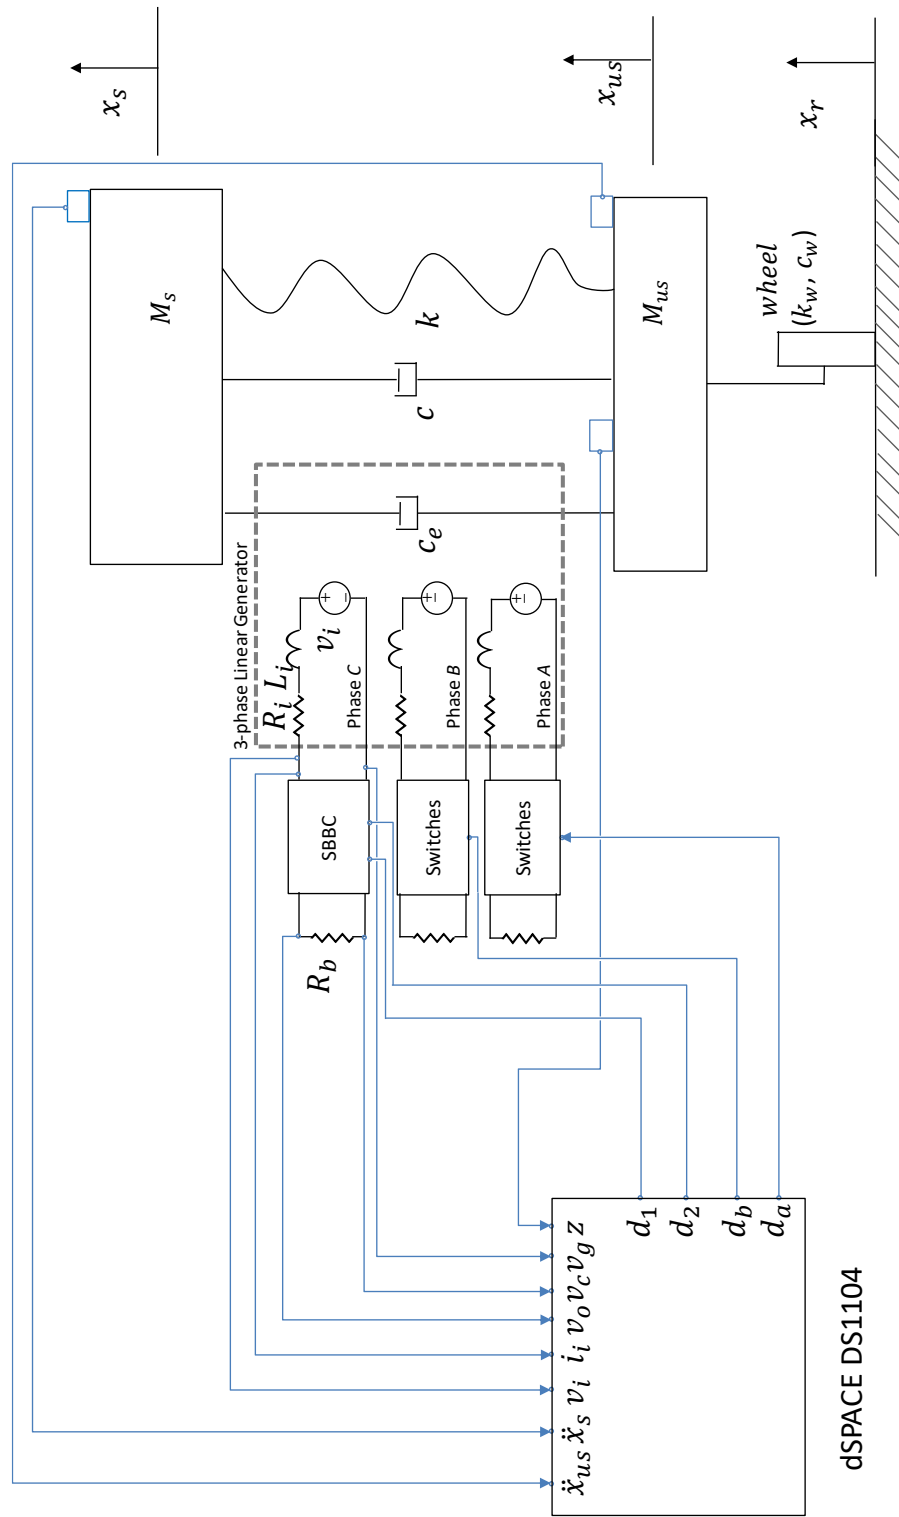 ẍ_us ẍ_s v_i i_i v_o v_c v_g z
d_1
d_2
d_b
d_a
dSPACE DS1104
R_b
SBBC
Switches
Switches
3-phase Linear Generator
R_i L_i
v_i
+
−
±
±
Phase C
Phase B
Phase A
c_e
c
k
M_s
M_us
wheel
(k_w, c_w)
x_s
x_us
x_r